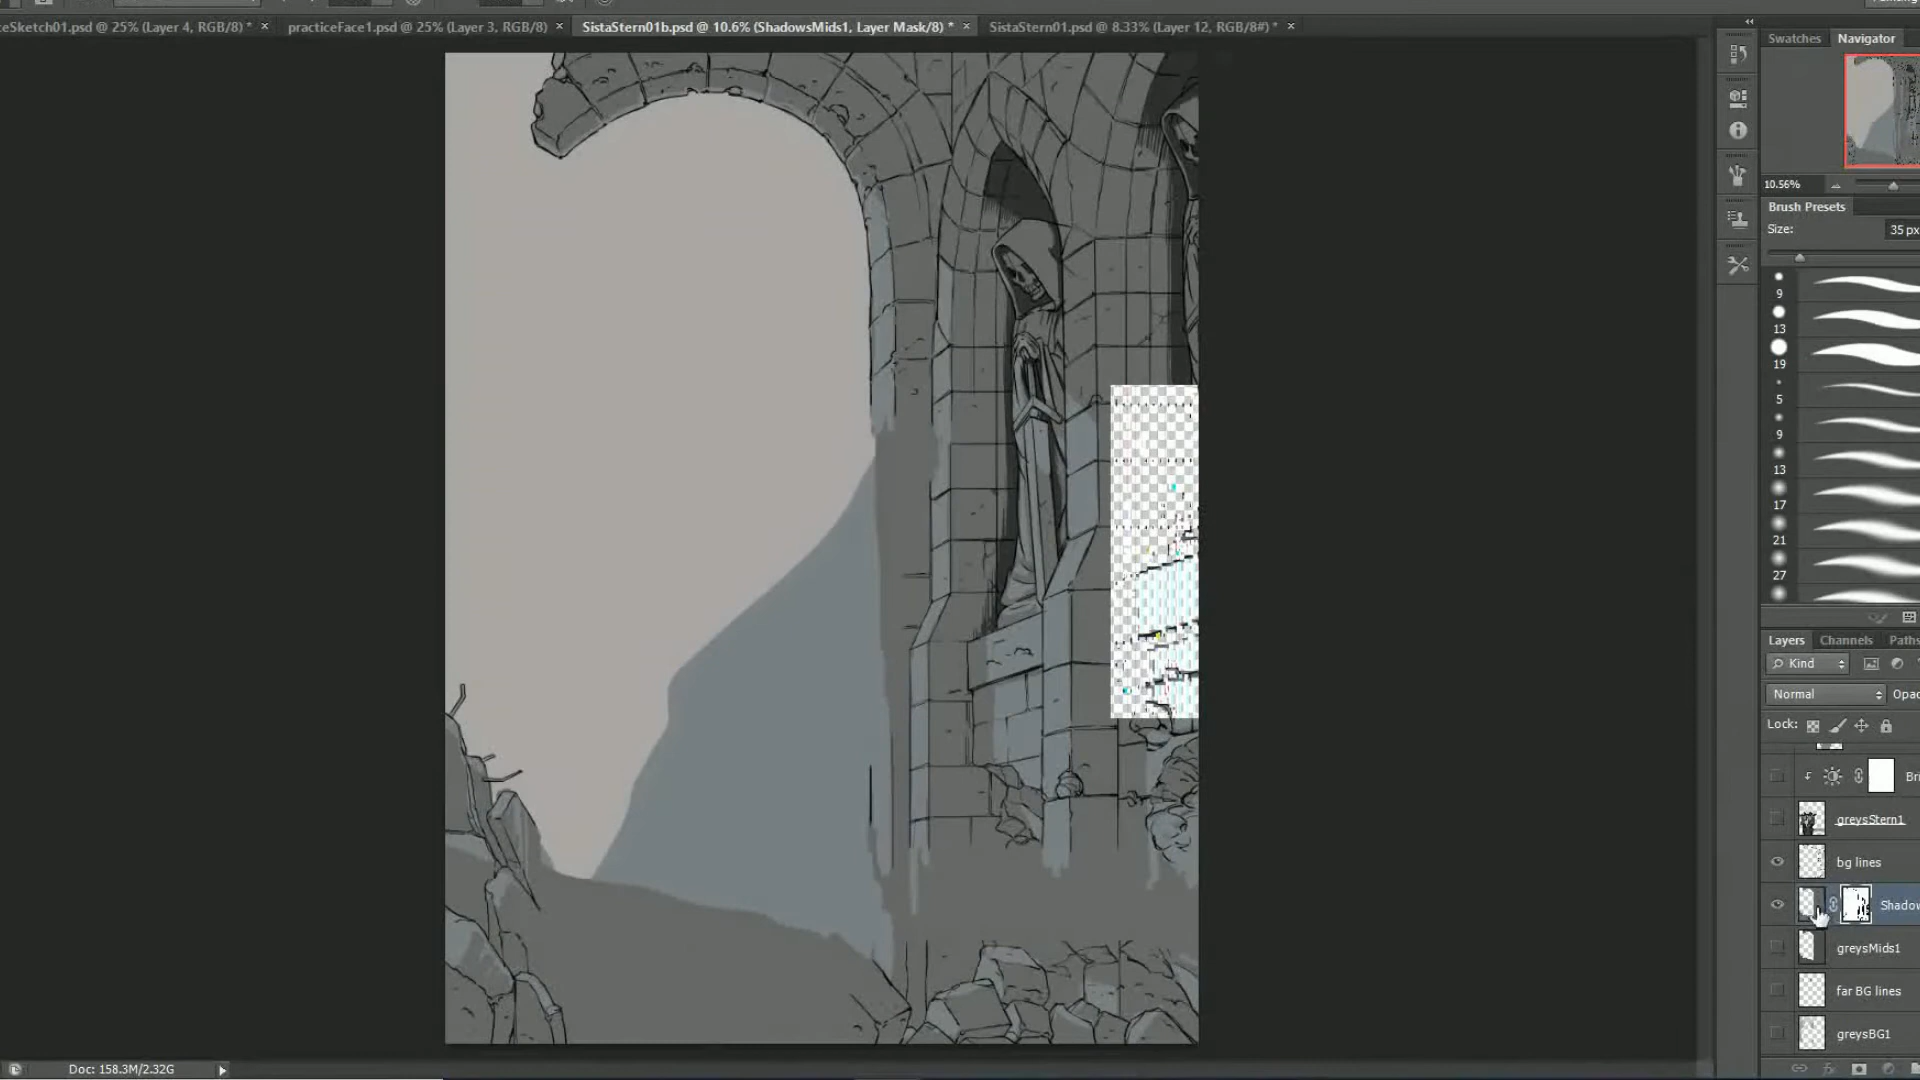 eSketch01.psd @ 25% (Layer 4, RGB/8) * × practiceFace1.psd @ 25% (Layer 3, RGB/8) × SistaStern01b.psd @ 10.6% (ShadowsMids1, Layer Mask/8) * × SistaStern01.psd @ 8.33% (Layer 12, RGB/8#) * ×
Swatches Navigator
10.56%
Brush Presets
Size: 35 px
9
13
19
5
9
13
17
21
27
Layers Channels Paths
Kind
Normal Opac
Lock:
Bri
greysStern1
bg lines
Shadow
greysMids1
far BG lines
greysBG1
Doc: 158.3M/2.32G